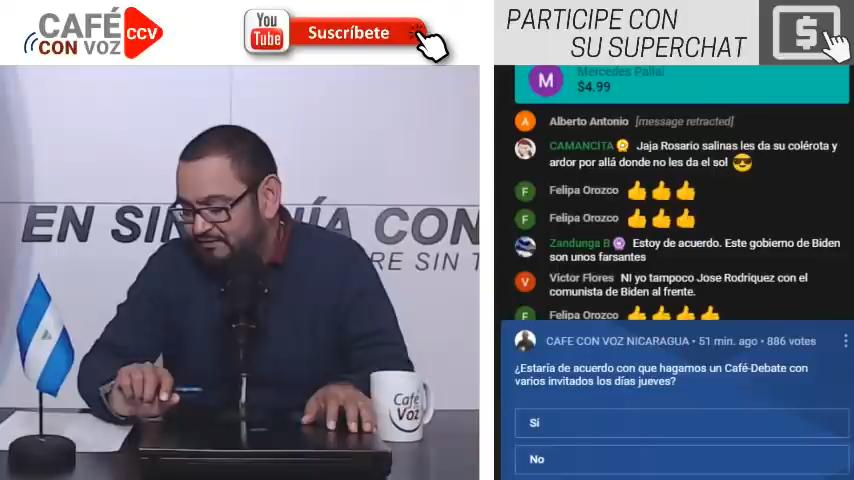 CAFÉ
CON VOZ
CCV
You
Tube
Suscríbete
PARTICIPE CON
SU SUPERCHAT
$
EN SIN ÍA CON
RE SIN T
Café
Voz
M
Mercedes Pallai
$4.99
A Alberto Antonio [message retracted]
CAMANCITA Jaja Rosario salinas les da su colérota y
ardor por allá donde no les da el sol
F Felipa Orozco
F Felipa Orozco
Zandunga B Estoy de acuerdo. Este gobierno de Biden
son unos farsantes
V Victor Flores NI yo tampoco Jose Rodriquez con el
comunista de Biden al frente.
F Felipa Orozco
CAFE CON VOZ NICARAGUA • 51 min. ago • 886 votes
¿Estaría de acuerdo con que hagamos un Café-Debate con
varios invitados los días jueves?
Sí
No